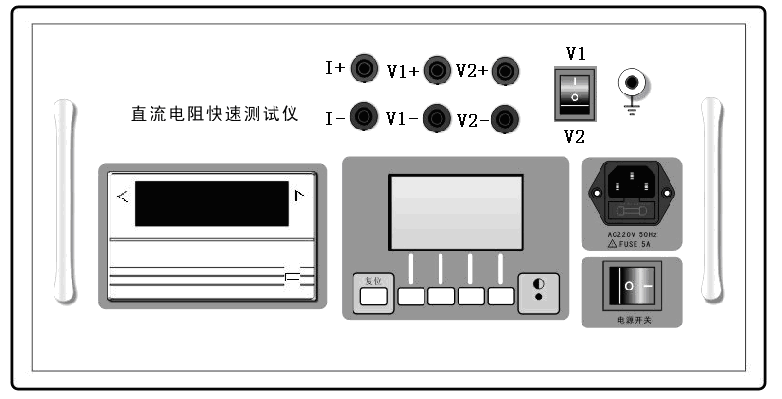 I+ V1+ V2+ V1
直流电阻快速测试仪 I- V1- V2- V2
AC220V 50Hz
FUSE 5A
复位
电源开关